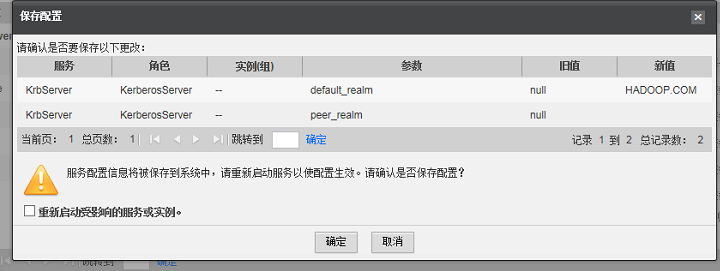 保存配置
请确认是否要保存以下更改：
服务 角色 实例(组) 参数 旧值 新值
KrbServer KerberosServer -- default_realm null HADOOP.COM
KrbServer KerberosServer -- peer_realm null
当前页： 1 总页数： 1 跳转到 确定 记录 1 到 2 总记录数： 2
服务配置信息将被保存到系统中，请重新启动服务以使配置生效。请确认是否保存配置？
重新启动受影响的服务或实例。
确定 取消
跳转到 确定